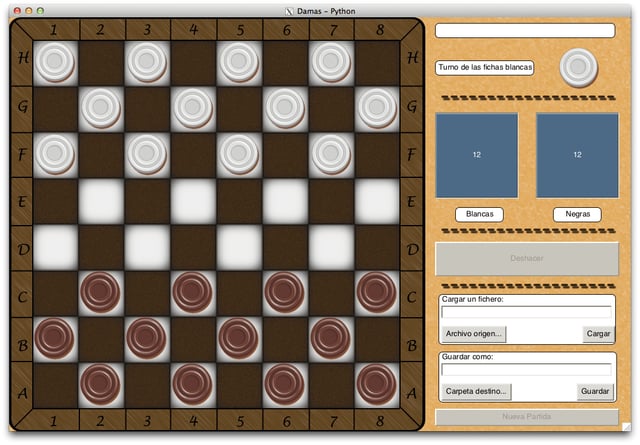 Damas - Python
1 2 3 4 5 6 7 8
H H
G G
F F
E E
D D
C C
B B
A A
1 2 3 4 5 6 7 8
Turno de las fichas blancas
12 12
Blancas Negras
Deshacer
Cargar un fichero:
Archivo origen... Cargar
Guardar como:
Carpeta destino... Guardar
Nueva Partida